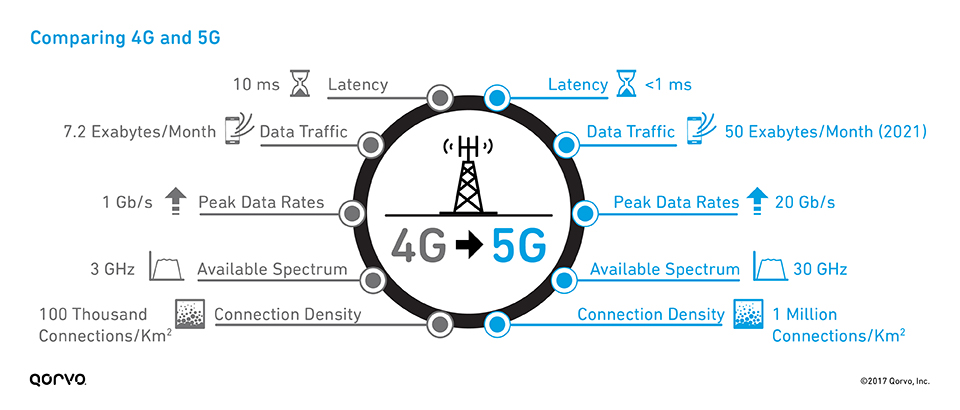 Comparing 4G and 5G
10 ms Latency
Latency <1 ms
7.2 Exabytes/Month Data Traffic
Data Traffic 50 Exabytes/Month (2021)
1 Gb/s Peak Data Rates
Peak Data Rates 20 Gb/s
4G 5G
3 GHz Available Spectrum
Available Spectrum 30 GHz
100 Thousand
Connections/Km² Connection Density
Connection Density 1 Million
Connections/Km²
QORVO
©2017 Qorvo, Inc.